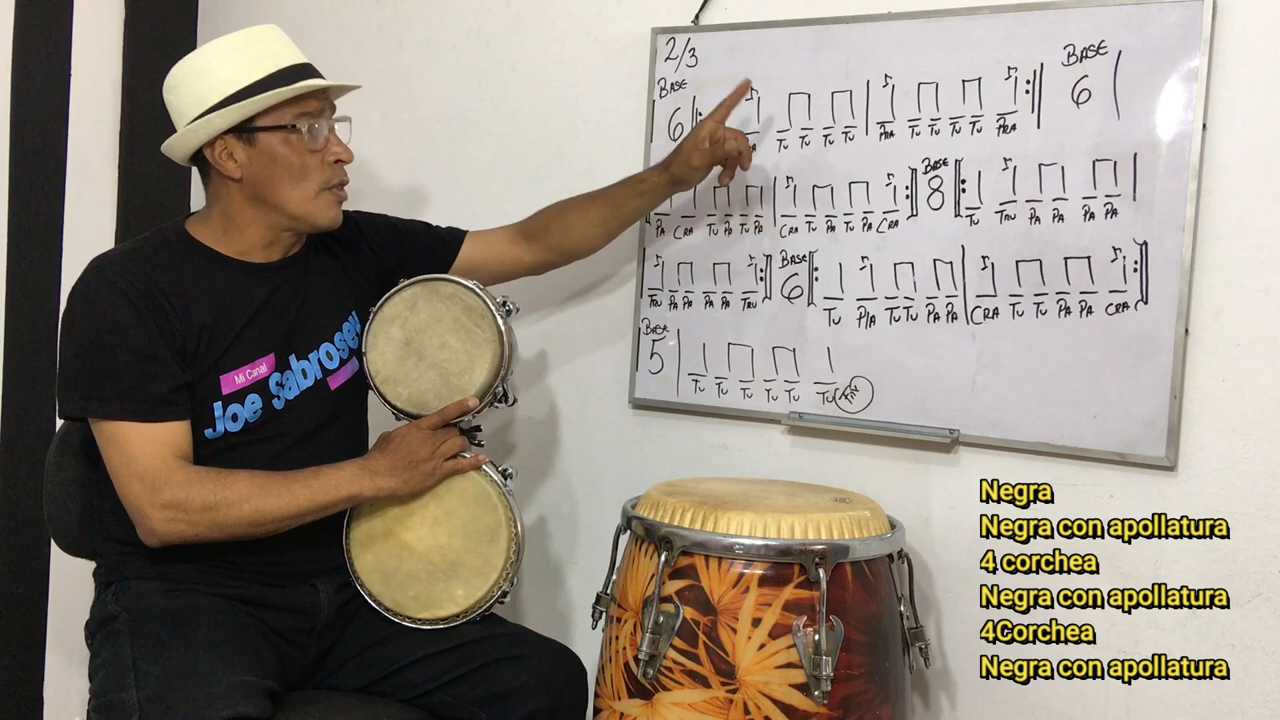 2/3
BASE BASE
6 TU TU TU TU PRA TU TU TU TU PRA 6
BASE
PA CRA TU PA TU PA CRA TU PA TU PA CRA 8 TU TRU PA PA PA PA
BASE
TRU PA PA PA PA TRU 6 TU P/A TU TU PA PA CRA TU TU PA PA CRA
BASE
5 TU TU TU TU TU TU
Mi Canal
Joe Sabrosey
Negra
Negra con apollatura
4 corchea
Negra con apollatura
4Corchea
Negra con apollatura